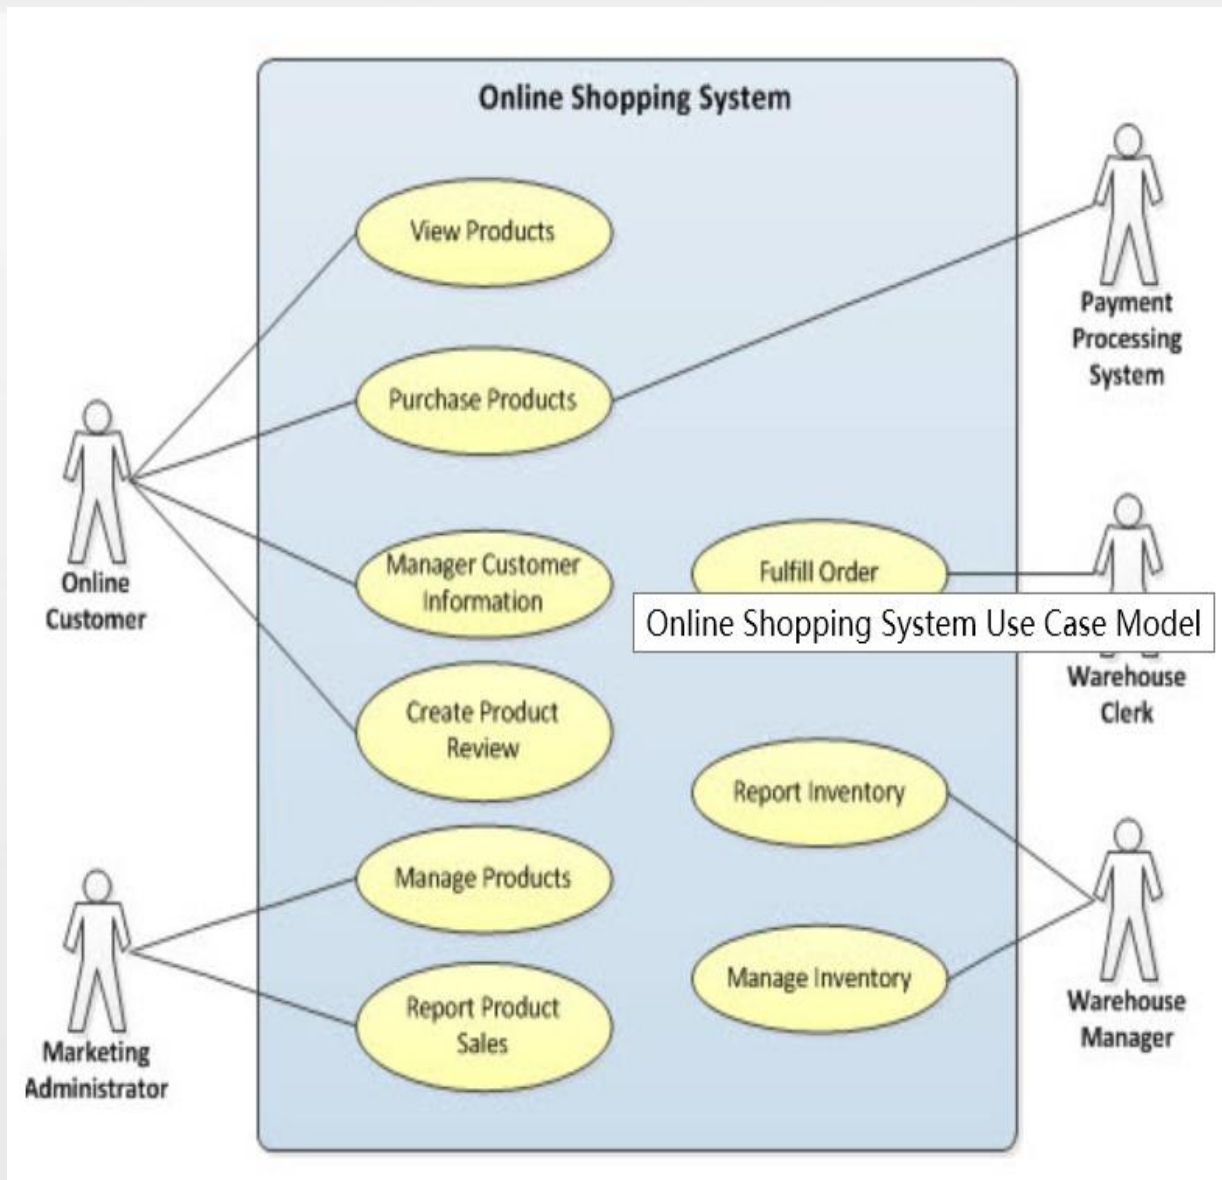 Online Shopping System
View Products
Purchase Products
Payment
Processing
System
Online
Customer
Manager Customer
Information
Fulfill Order
Online Shopping System Use Case Model
Warehouse
Clerk
Create Product
Review
Report Inventory
Manage Products
Marketing
Administrator
Report Product
Sales
Manage Inventory
Warehouse
Manager